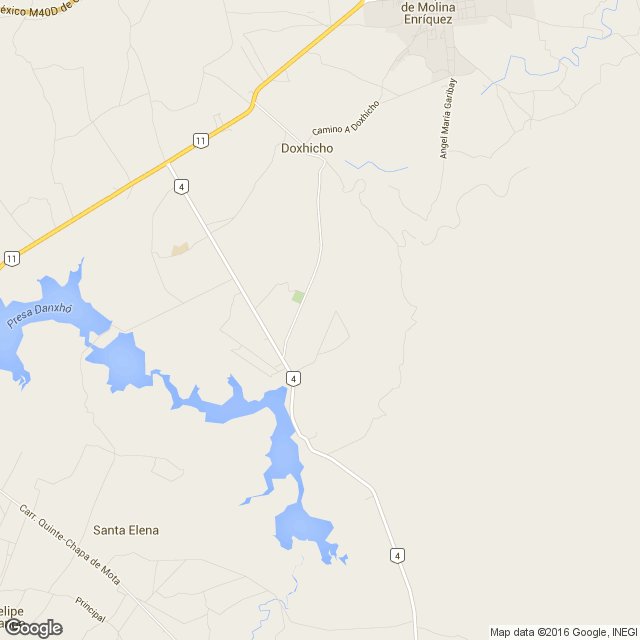 éxico M40D de C
de Molina
Enríquez
Camino A Doxhicho
Angel María Garibay
11
Doxhicho
4
11
Presa Danxhó
4
Carr. Quinte-Chapa de Mota
Santa Elena
4
Principal
elipe
Google
Map data ©2016 Google, INEGI